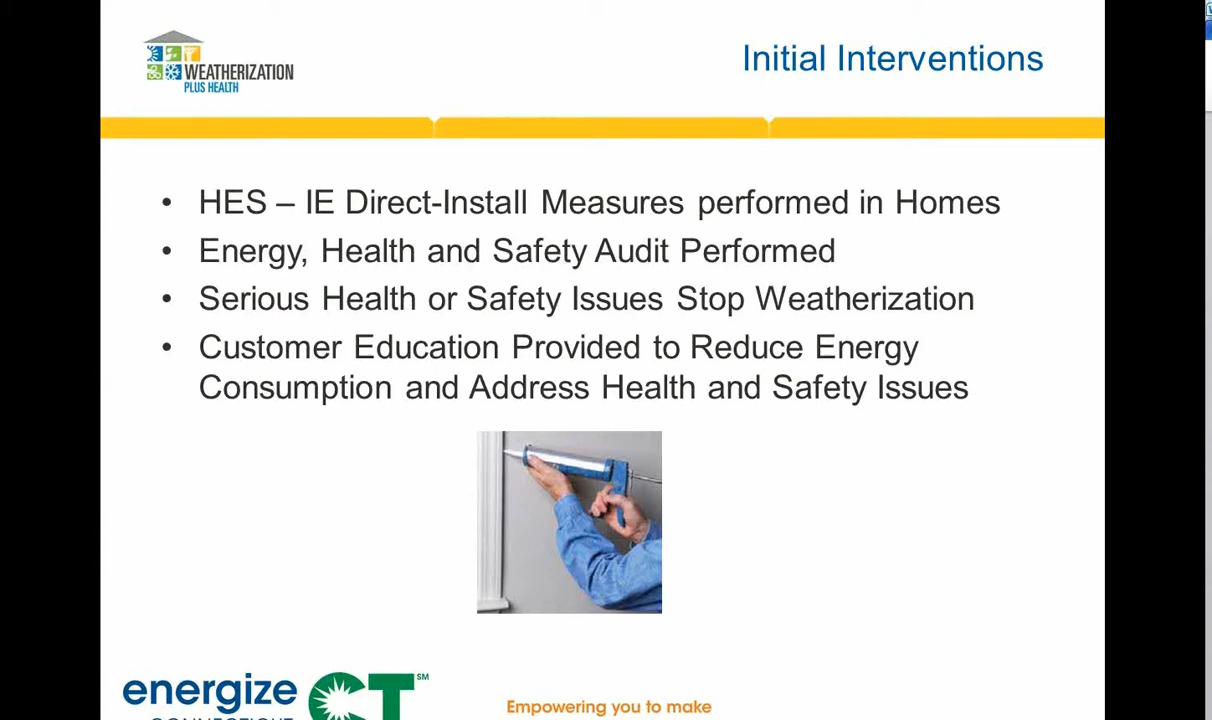 WEATHERIZATION
PLUS HEALTH
Initial Interventions
• HES – IE Direct-Install Measures performed in Homes
• Energy, Health and Safety Audit Performed
• Serious Health or Safety Issues Stop Weatherization
• Customer Education Provided to Reduce Energy
Consumption and Address Health and Safety Issues
energize CT℠
CONNECTICUT
Empowering you to make